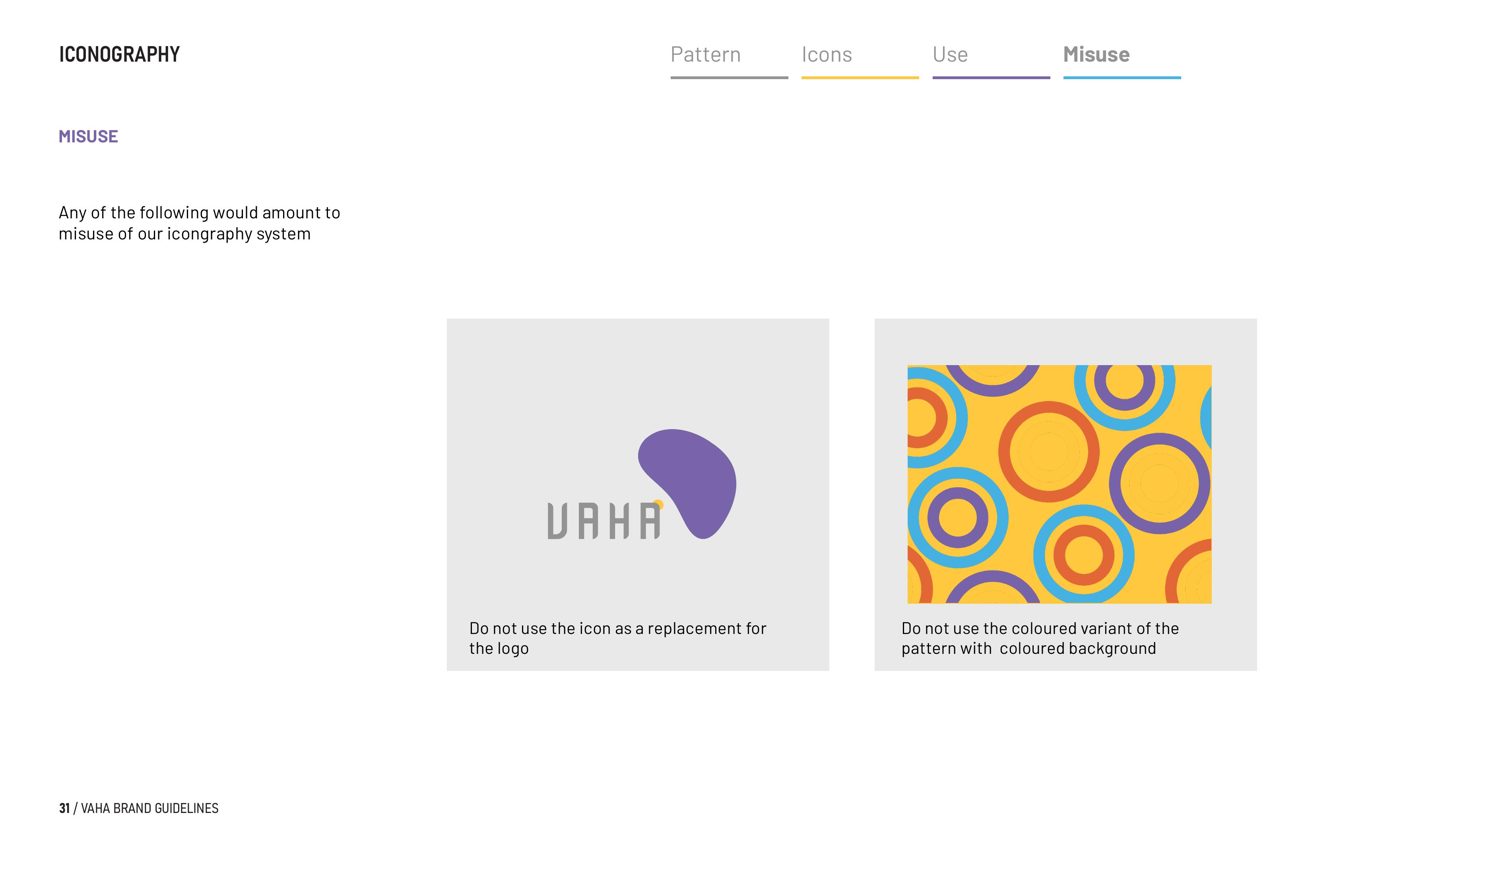 ICONOGRAPHY
Pattern Icons Use Misuse
MISUSE
Any of the following would amount to
misuse of our icongraphy system
VAHA
Do not use the icon as a replacement for
the logo
Do not use the coloured variant of the
pattern with  coloured background
31 / VAHA BRAND GUIDELINES